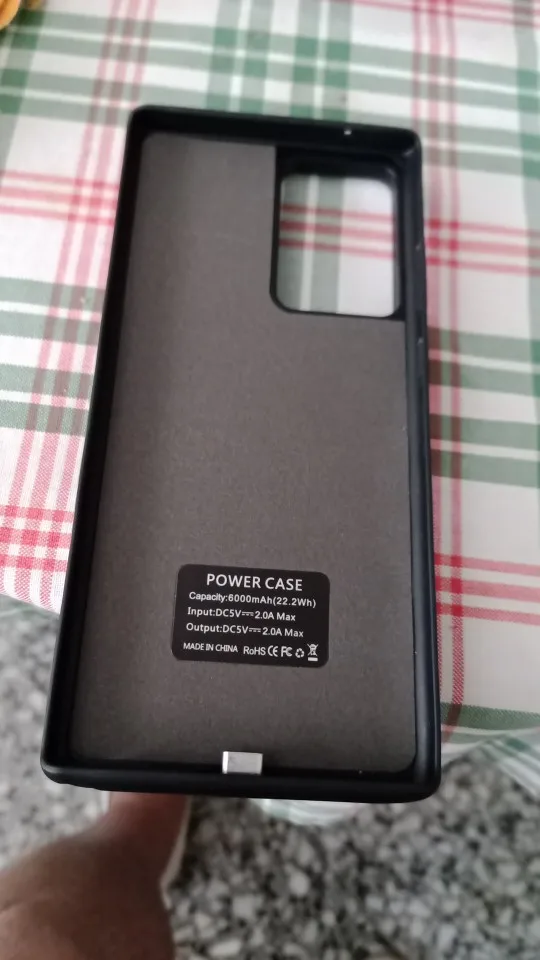 POWER CASE
Capacity:6000mAh(22.2Wh)
Input:DC5V⎓2.0A Max
Output:DC5V⎓2.0A Max
MADE IN CHINA RoHS CE FC